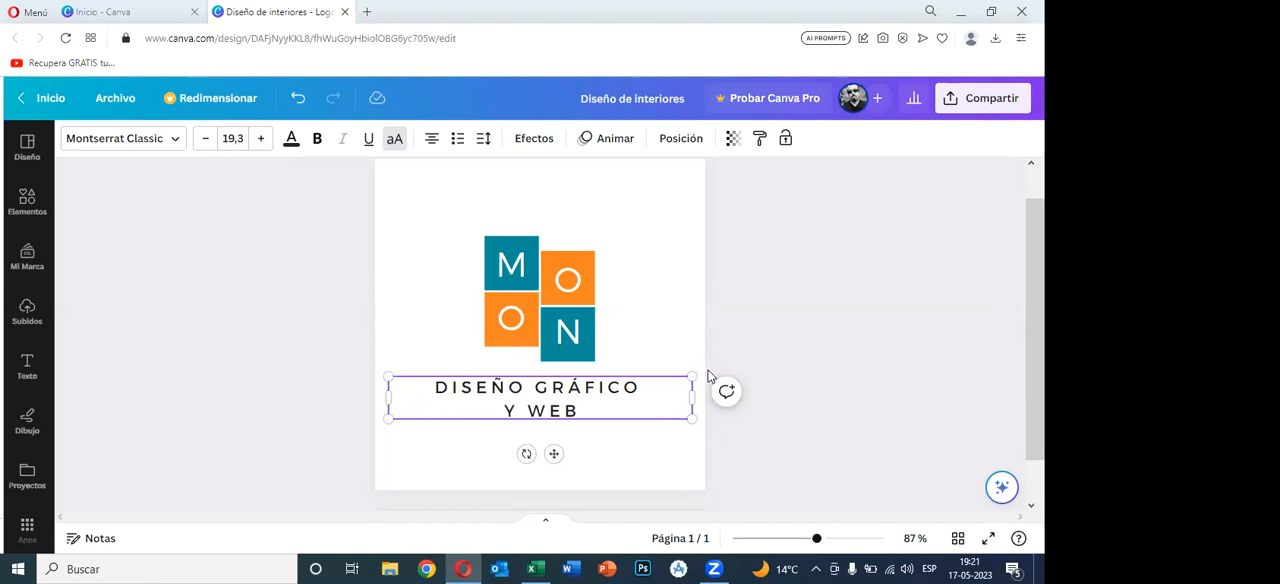 Menú
Inicio - Canva
Diseño de interiores - Logo
www.canva.com/design/DAFjNyyKKL8/fhWuGoyHbiolOBG6yc705w/edit
AI PROMPTS
Recupera GRATIS tu...
Inicio
Archivo
Redimensionar
Diseño de interiores
Probar Canva Pro
Compartir
Montserrat Classic
− 19,3 +
A B I U aA
Efectos
Animar
Posición
Diseño
Elementos
Mi Marca
Subidos
Texto
Dibujo
Proyectos
Apps
M
O
O
N
DISEÑO GRÁFICO
Y WEB
Notas
Página 1 / 1
87 %
Buscar
14°C
ESP
19:21
17-05-2023
5